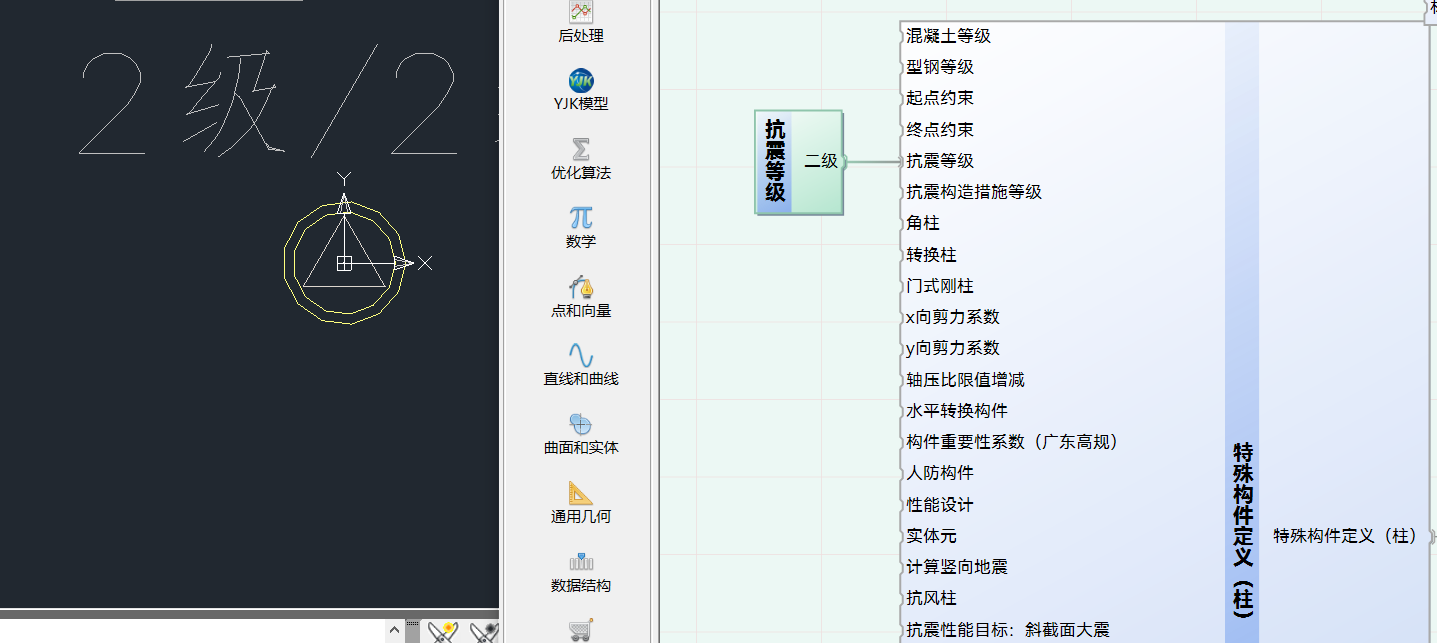 2级/2
Y
X
后处理
YJK
YJK模型
Σ
优化算法
π
数学
点和向量
直线和曲线
曲面和实体
通用几何
数据结构
抗震等级
二级
混凝土等级
型钢等级
起点约束
终点约束
抗震等级
抗震构造措施等级
角柱
转换柱
门式刚柱
x向剪力系数
y向剪力系数
轴压比限值增减
水平转换构件
构件重要性系数（广东高规）
人防构件
性能设计
实体元
计算竖向地震
抗风柱
抗震性能目标：斜截面大震
特殊构件定义（柱）
特殊构件定义（柱）